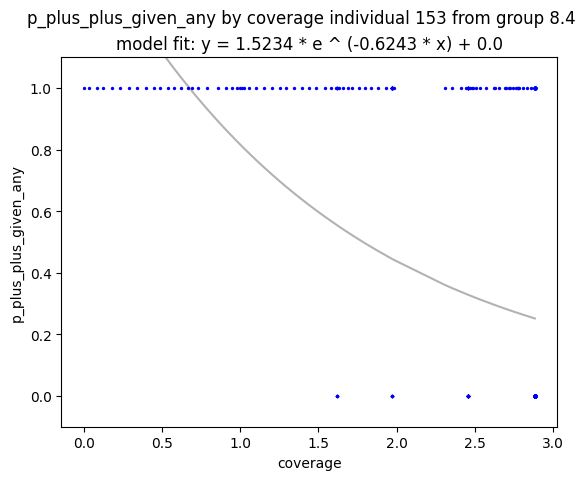 p_plus_plus_given_any by coverage individual 153 from group 8.4
model fit: y = 1.5234 * e ^ (-0.6243 * x) + 0.0
1.0
0.8
0.6
0.4
0.2
0.0
p_plus_plus_given_any
0.0 0.5 1.0 1.5 2.0 2.5 3.0
coverage